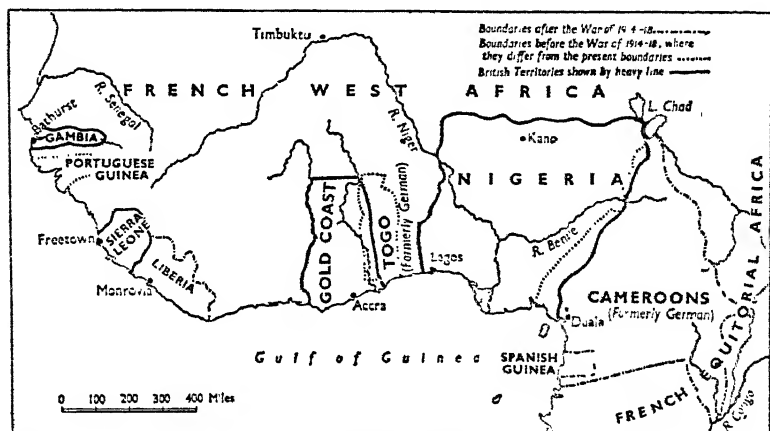 Boundaries after the War of 1914-18
Boundaries before the War of 1914-18, where
they differ from the present boundaries
British Territories shown by heavy line
Timbuktu
FRENCH WEST AFRICA
L. Chad
R. Senegal
Bathurst
GAMBIA
R. Niger
Kano
PORTUGUESE
GUINEA
NIGERIA
GOLD COAST
TOGO
(Formerly German)
SIERRA
LEONE
Freetown
R. Benue
Lagos
LIBERIA
Monrovia
Accra
CAMEROONS
(Formerly German)
Duala
Gulf of Guinea
SPANISH
GUINEA
FRENCH EQUITORIAL AFRICA
R. Congo
0 100 200 300 400 Miles